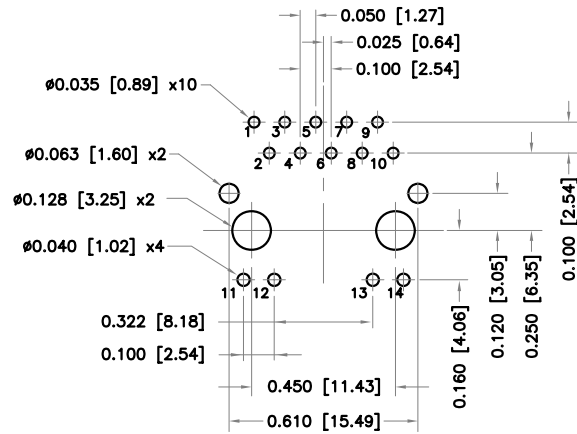 0.050 [1.27]
0.025 [0.64]
0.100 [2.54]
ø0.035 [0.89] x10
1 3 5 7 9
2 4 6 8 10
ø0.063 [1.60] x2
ø0.128 [3.25] x2
ø0.040 [1.02] x4
11 12 13 14
0.322 [8.18]
0.100 [2.54]
0.450 [11.43]
0.610 [15.49]
0.160 [4.06]
0.120 [3.05]
0.250 [6.35]
0.100 [2.54]